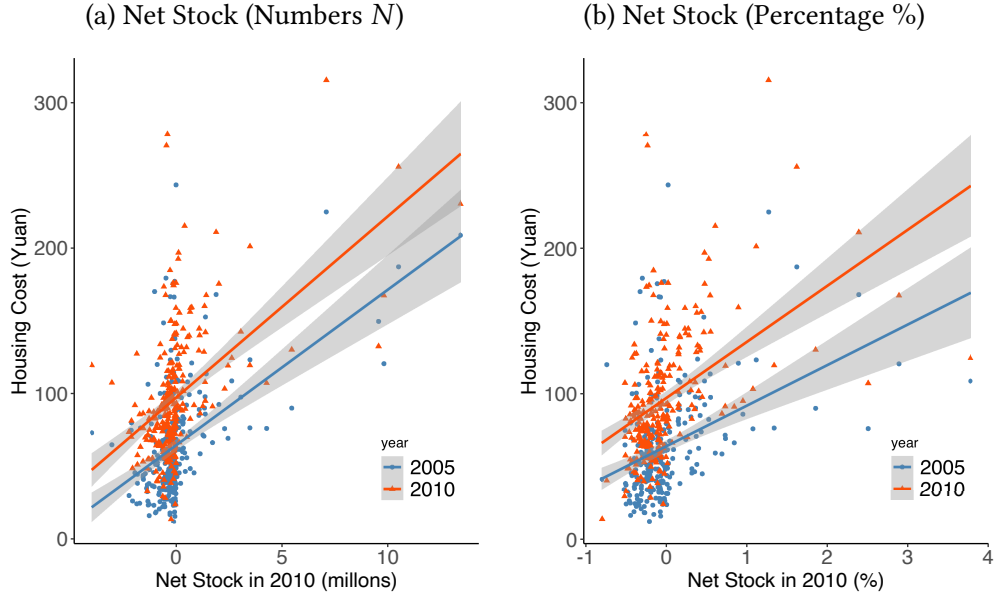 (a) Net Stock (Numbers N)
(b) Net Stock (Percentage %)
Housing Cost (Yuan)
300
200
100
0
0
5
10
Net Stock in 2010 (millons)
year
2005
2010
Housing Cost (Yuan)
300
200
100
0
-1
0
1
2
3
4
Net Stock in 2010 (%)
year
2005
2010